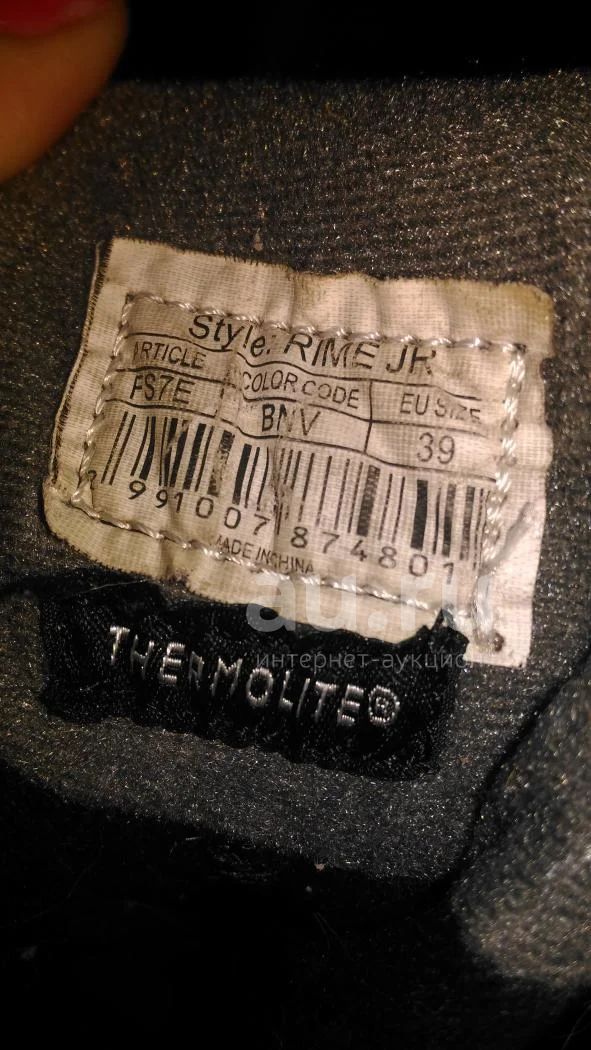 Style: RIME JR
ARTICLE COLOR CODE EU SIZE
FS7E BNV 39
2 991007 874801
MADE IN CHINA
au.ru
интернет-аукцион
THERMOLITE®